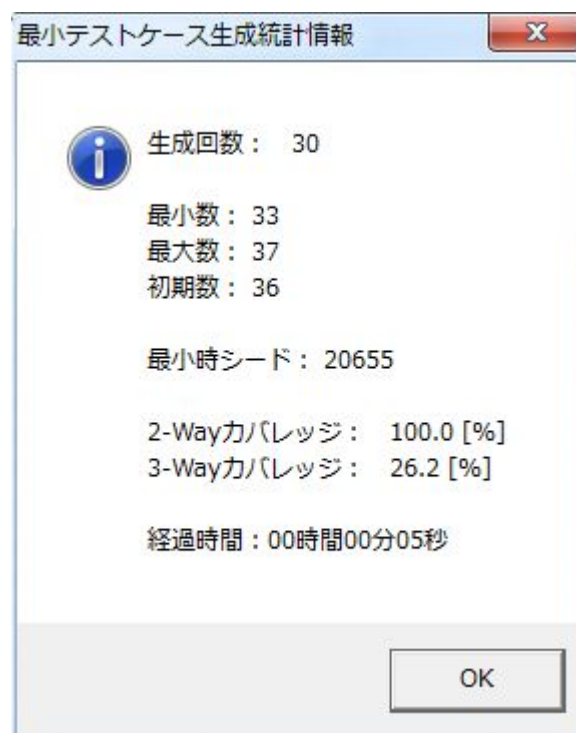 最小テストケース生成統計情報
生成回数： 30
最小数： 33
最大数： 37
初期数： 36
最小時シード： 20655
2-Wayカバレッジ： 100.0 [%]
3-Wayカバレッジ： 26.2 [%]
経過時間：00時間00分05秒
OK